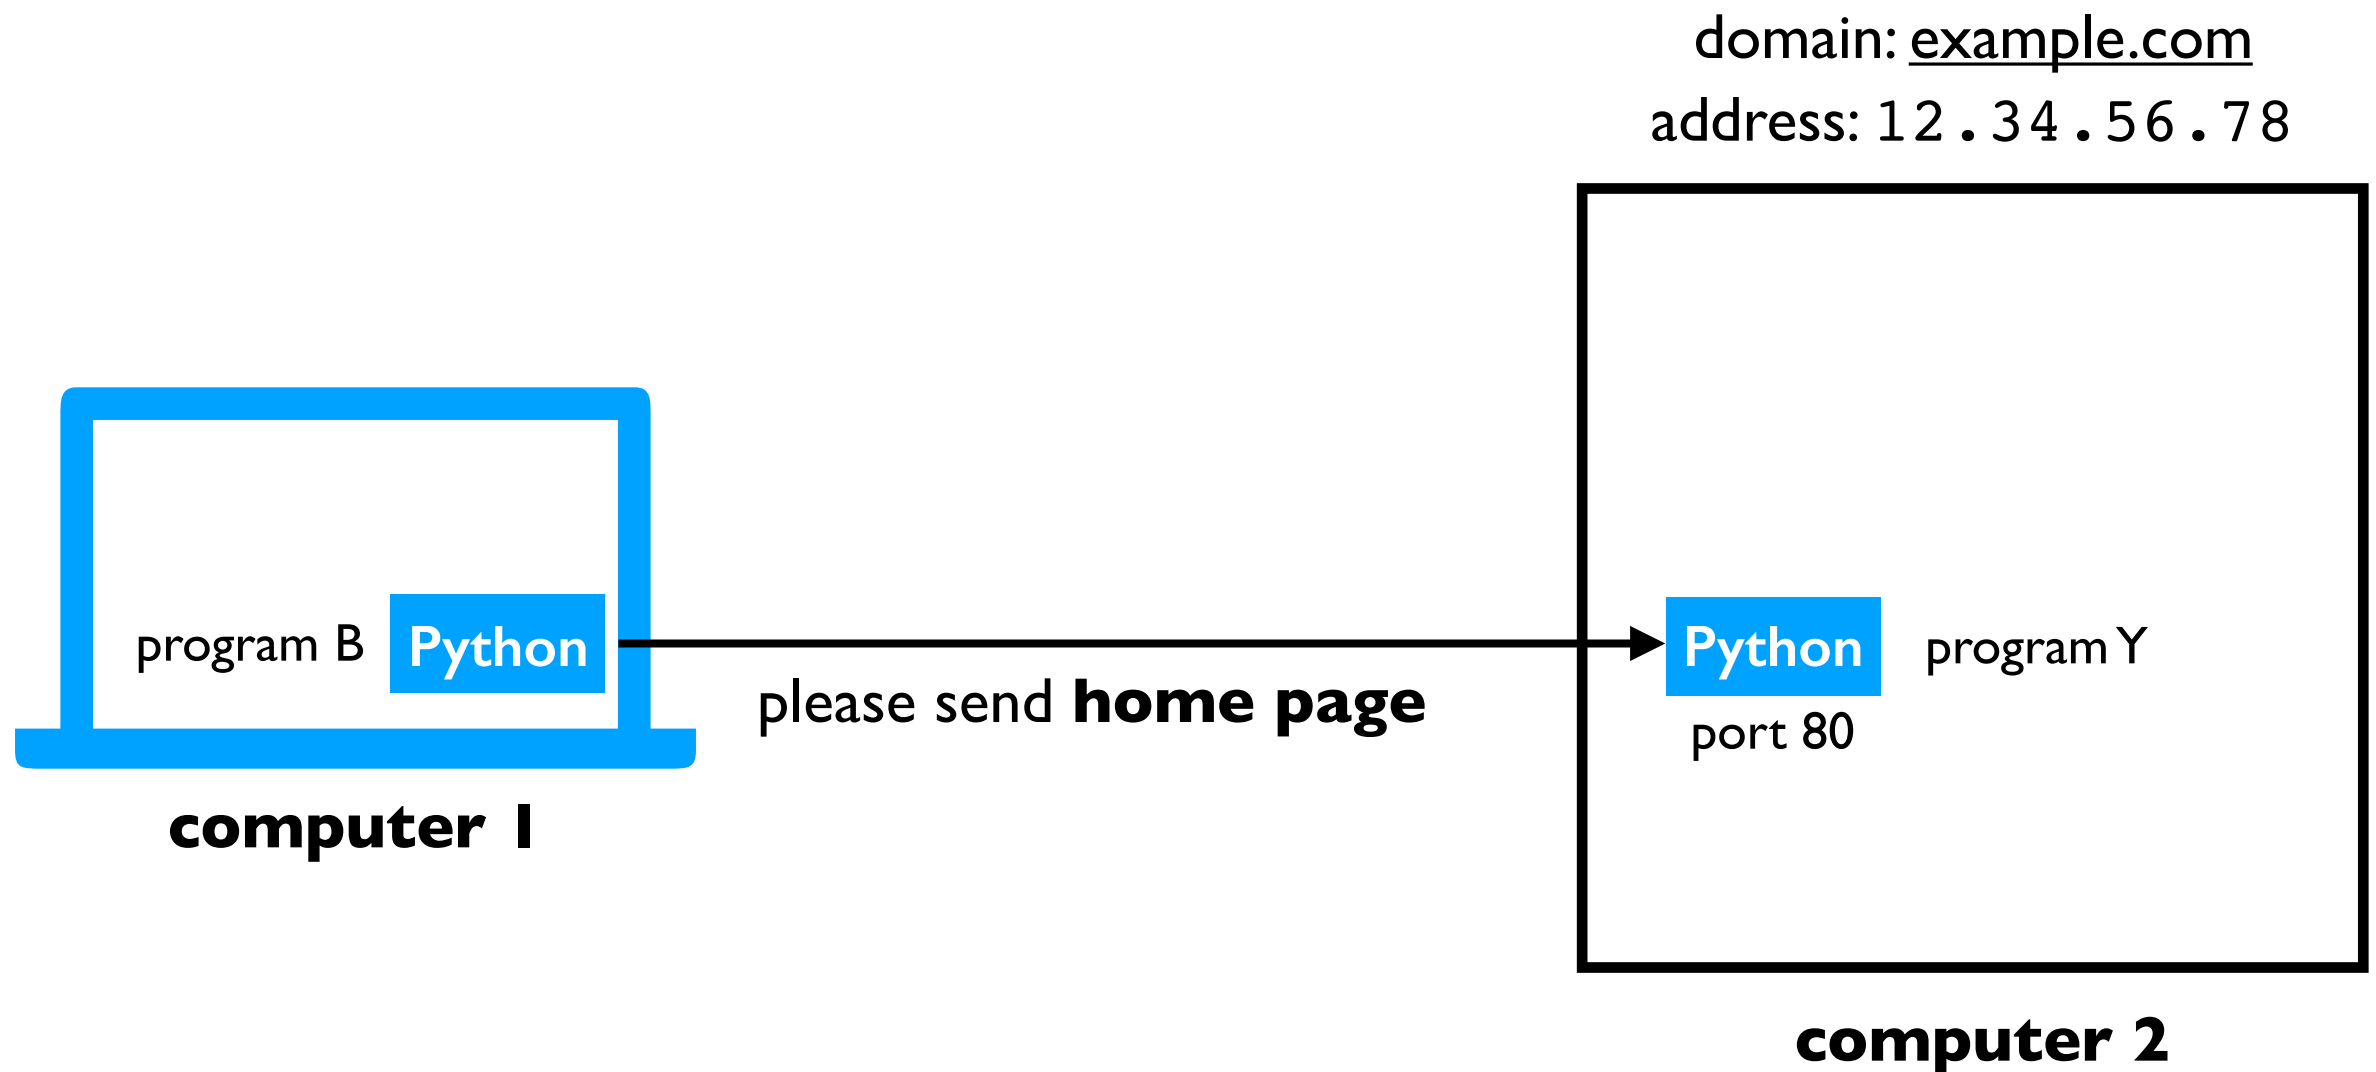 domain: example.com
address: 12.34.56.78
program B
Python
please send home page
Python
program Y
port 80
computer 1
computer 2